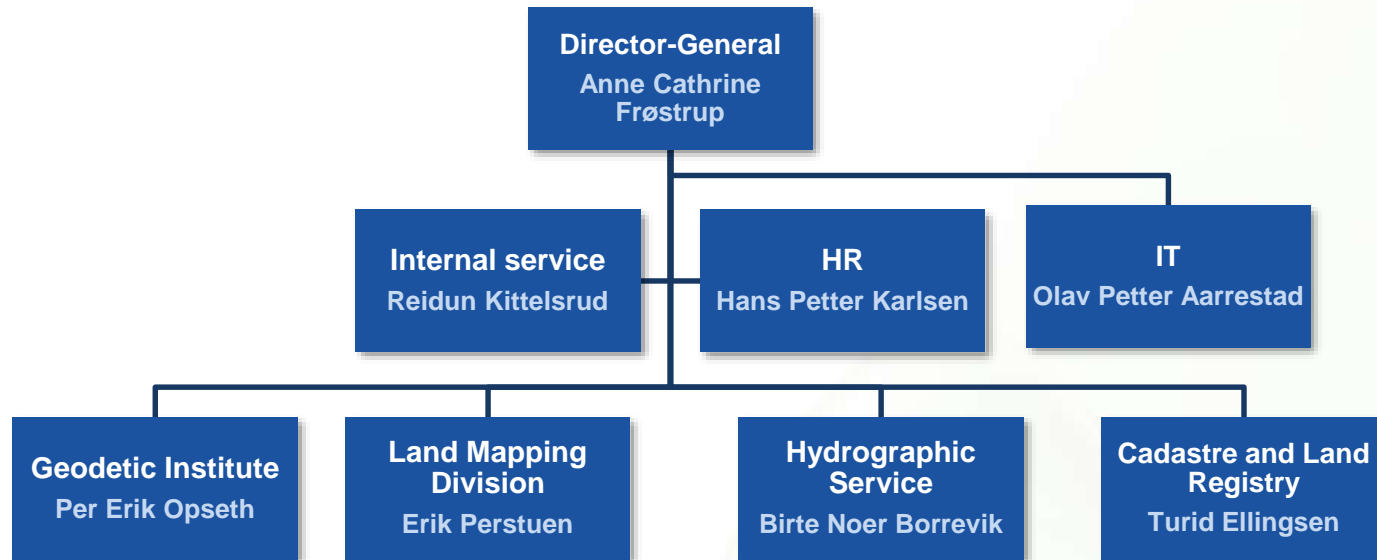 Director-General
Anne Cathrine
Frøstrup
Internal service
Reidun Kittelsrud
HR
Hans Petter Karlsen
IT
Olav Petter Aarrestad
Geodetic Institute
Per Erik Opseth
Land Mapping
Division
Erik Perstuen
Hydrographic
Service
Birte Noer Borrevik
Cadastre and Land
Registry
Turid Ellingsen